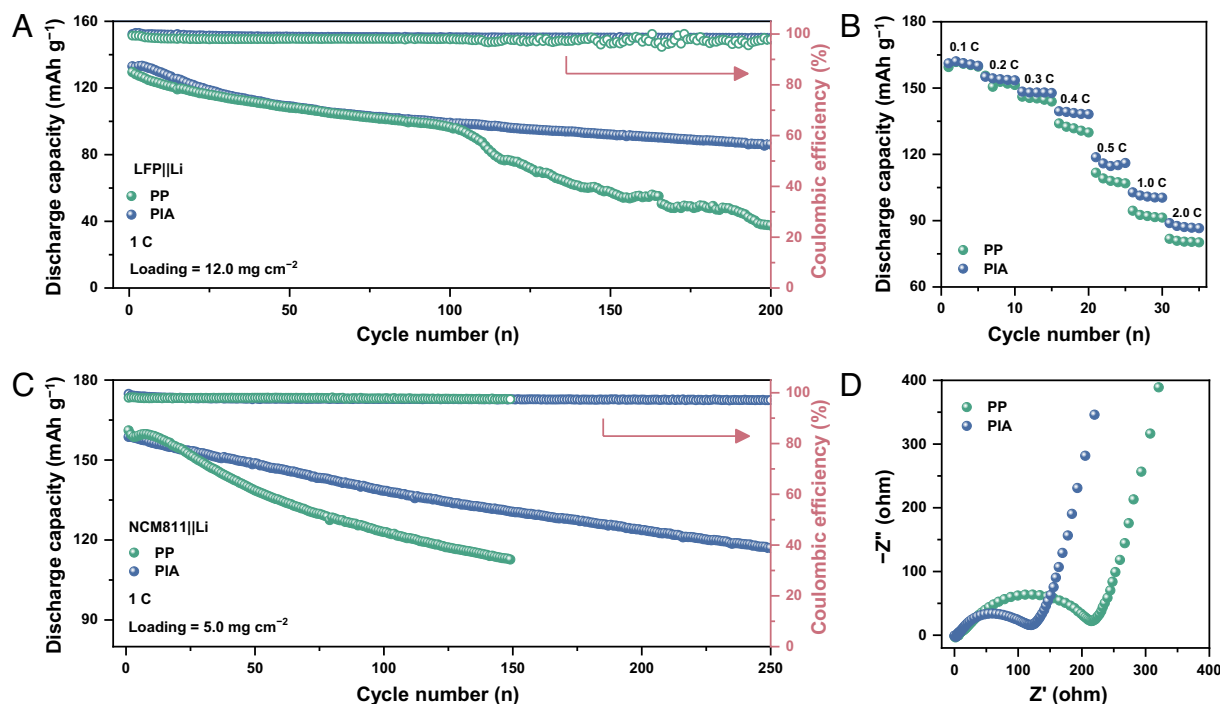 A
Discharge capacity (mAh g⁻¹)
160
120
80
40
0
LFP||Li
PP
PIA
1 C
Loading = 12.0 mg cm⁻²
0
50
100
150
200
Cycle number (n)
100
80
60
40
20
0
Coulombic efficiency (%)
B
Discharge capacity (mAh g⁻¹)
180
150
120
90
60
0.1 C
0.2 C
0.3 C
0.4 C
0.5 C
1.0 C
2.0 C
PP
PIA
0
10
20
30
40
Cycle number (n)
C
Discharge capacity (mAh g⁻¹)
180
150
120
90
NCM811||Li
PP
PIA
1 C
Loading = 5.0 mg cm⁻²
0
50
100
150
200
250
Cycle number (n)
100
80
60
40
20
0
Coulombic efficiency (%)
D
−Z" (ohm)
400
300
200
100
0
PP
PIA
0
100
200
300
400
Z' (ohm)